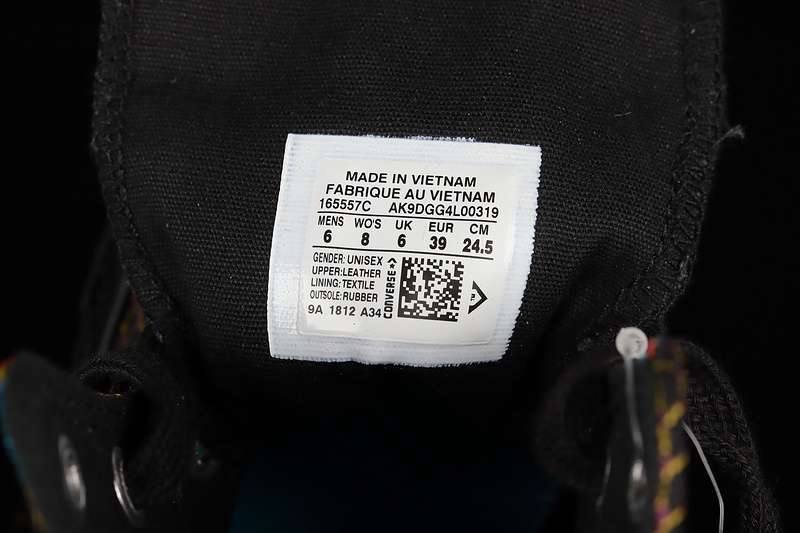 MADE IN VIETNAM
FABRIQUE AU VIETNAM
165557C AK9DGG4L00319
MENS WO'S UK EUR CM
6 8 6 39 24.5
GENDER: UNISEX
UPPER: LEATHER
LINING: TEXTILE
OUTSOLE: RUBBER
9A 1812 A34
CONVERSE